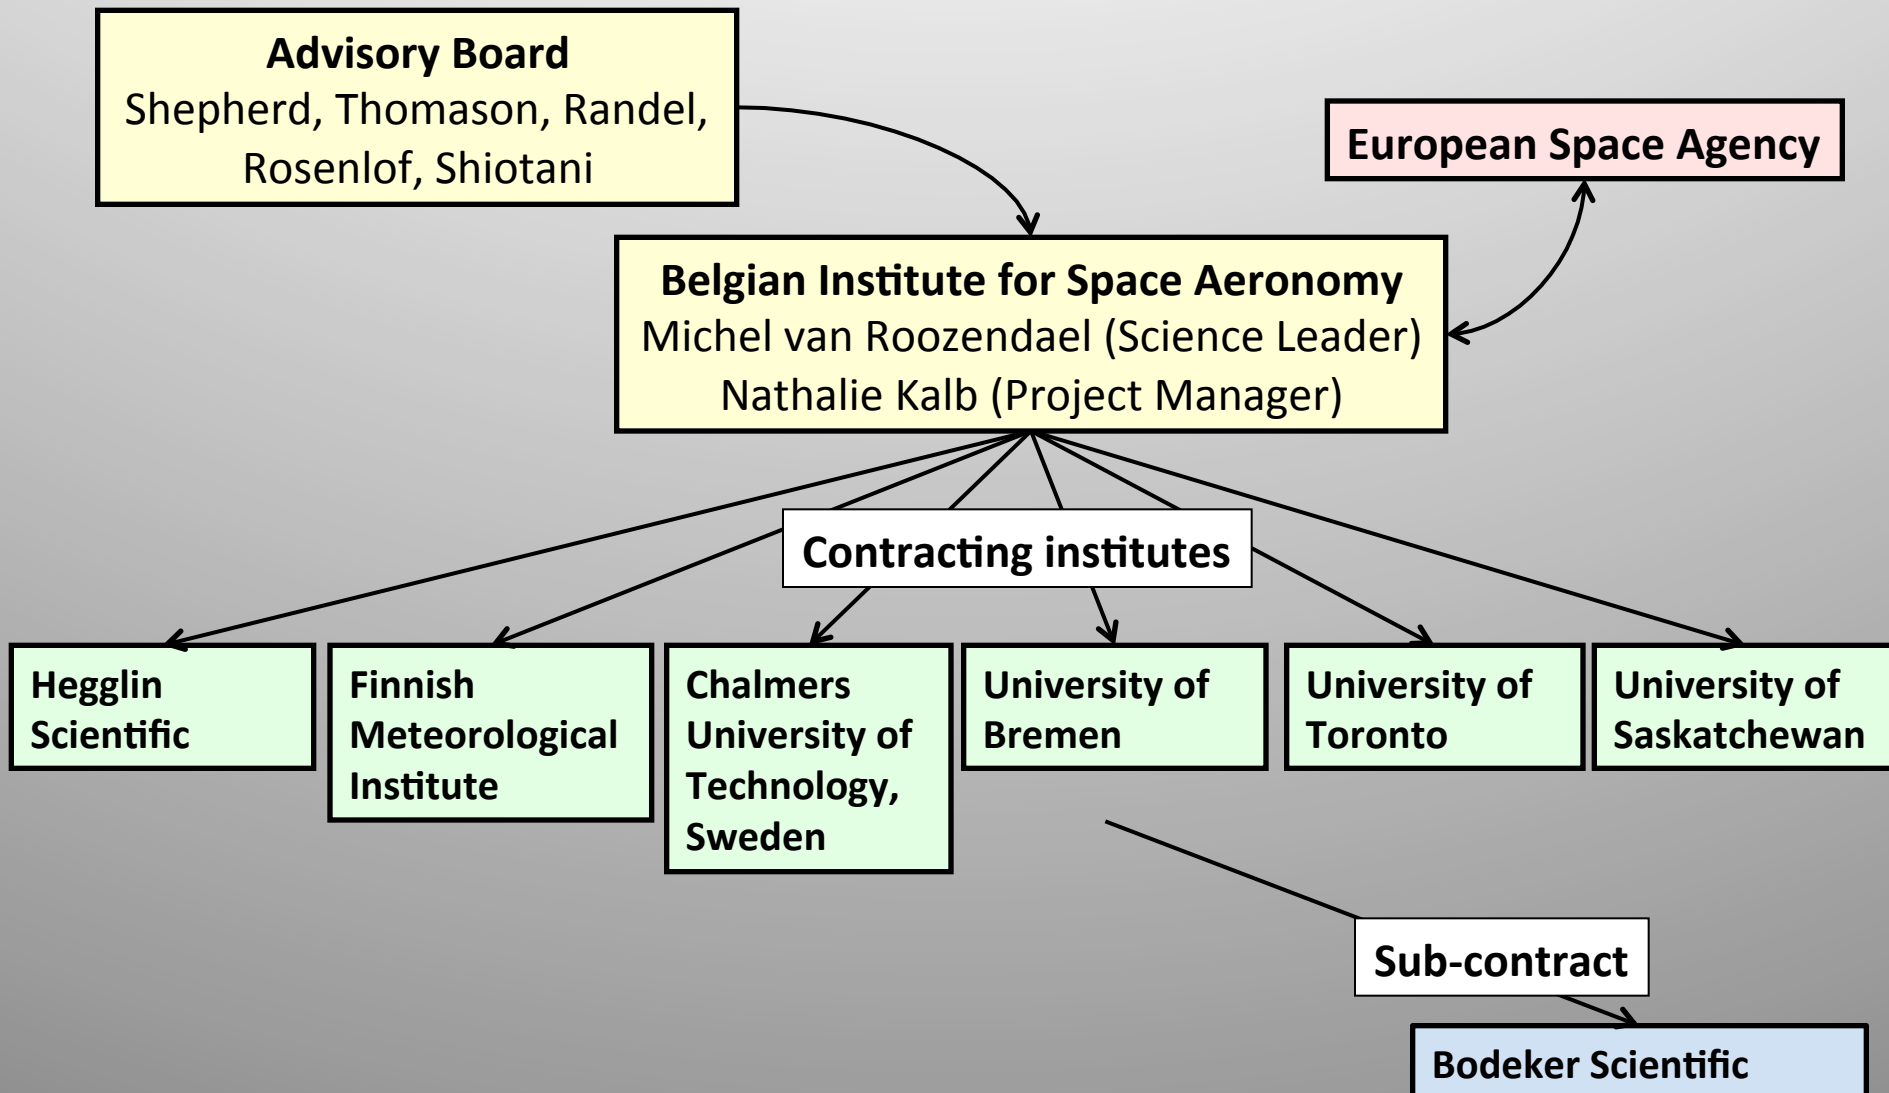 Advisory Board
Shepherd, Thomason, Randel,
Rosenlof, Shiotani
European Space Agency
Belgian Institute for Space Aeronomy
Michel van Roozendael (Science Leader)
Nathalie Kalb (Project Manager)
Contracting institutes
Hegglin
Scientific
Finnish
Meteorological
Institute
Chalmers
University of
Technology,
Sweden
University of
Bremen
University of
Toronto
University of
Saskatchewan
Sub-contract
Bodeker Scientific